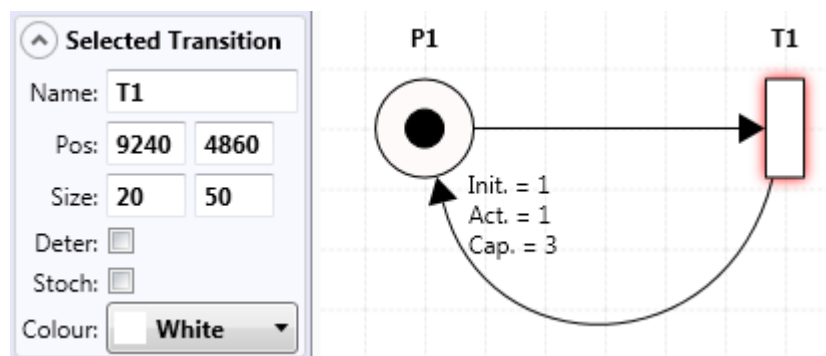 Selected Transition
Name: T1
Pos: 9240 4860
Size: 20 50
Deter:
Stoch:
Colour: White
P1
T1
Init. = 1
Act. = 1
Cap. = 3